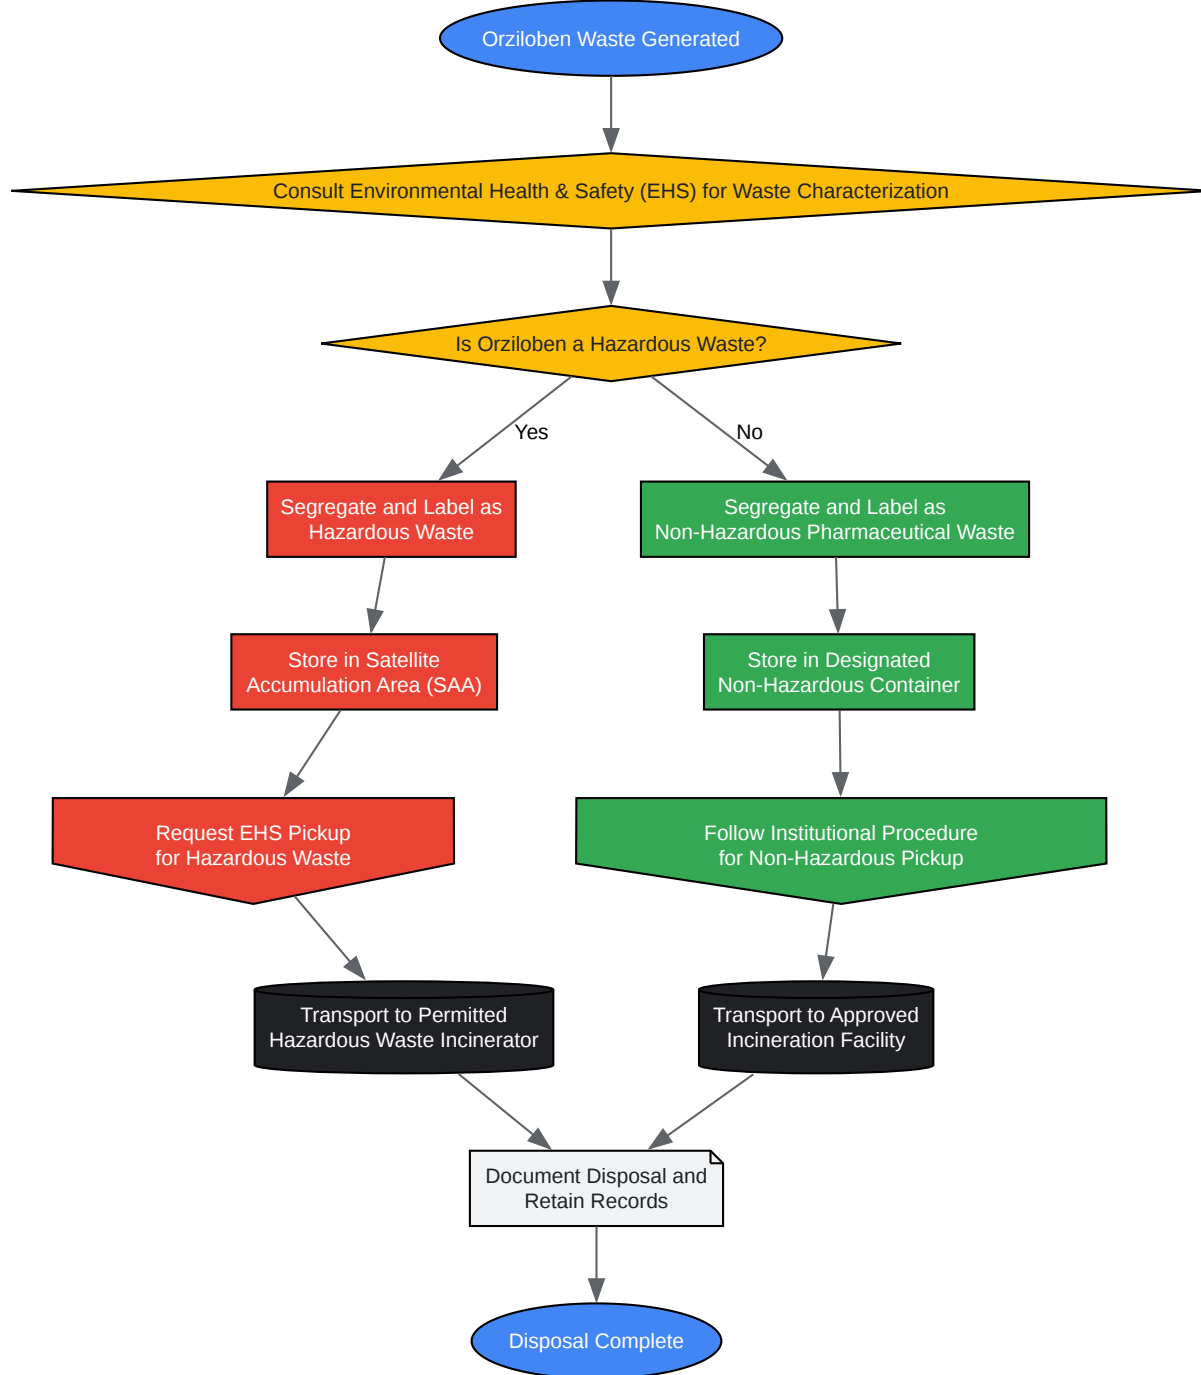 Orziloben Waste Generated
Consult Environmental Health & Safety (EHS) for Waste Characterization
Is Orziloben a Hazardous Waste?
Yes
No
Segregate and Label as
Hazardous Waste
Segregate and Label as
Non-Hazardous Pharmaceutical Waste
Store in Satellite
Accumulation Area (SAA)
Store in Designated
Non-Hazardous Container
Request EHS Pickup
for Hazardous Waste
Follow Institutional Procedure
for Non-Hazardous Pickup
Transport to Permitted
Hazardous Waste Incinerator
Transport to Approved
Incineration Facility
Document Disposal and
Retain Records
Disposal Complete